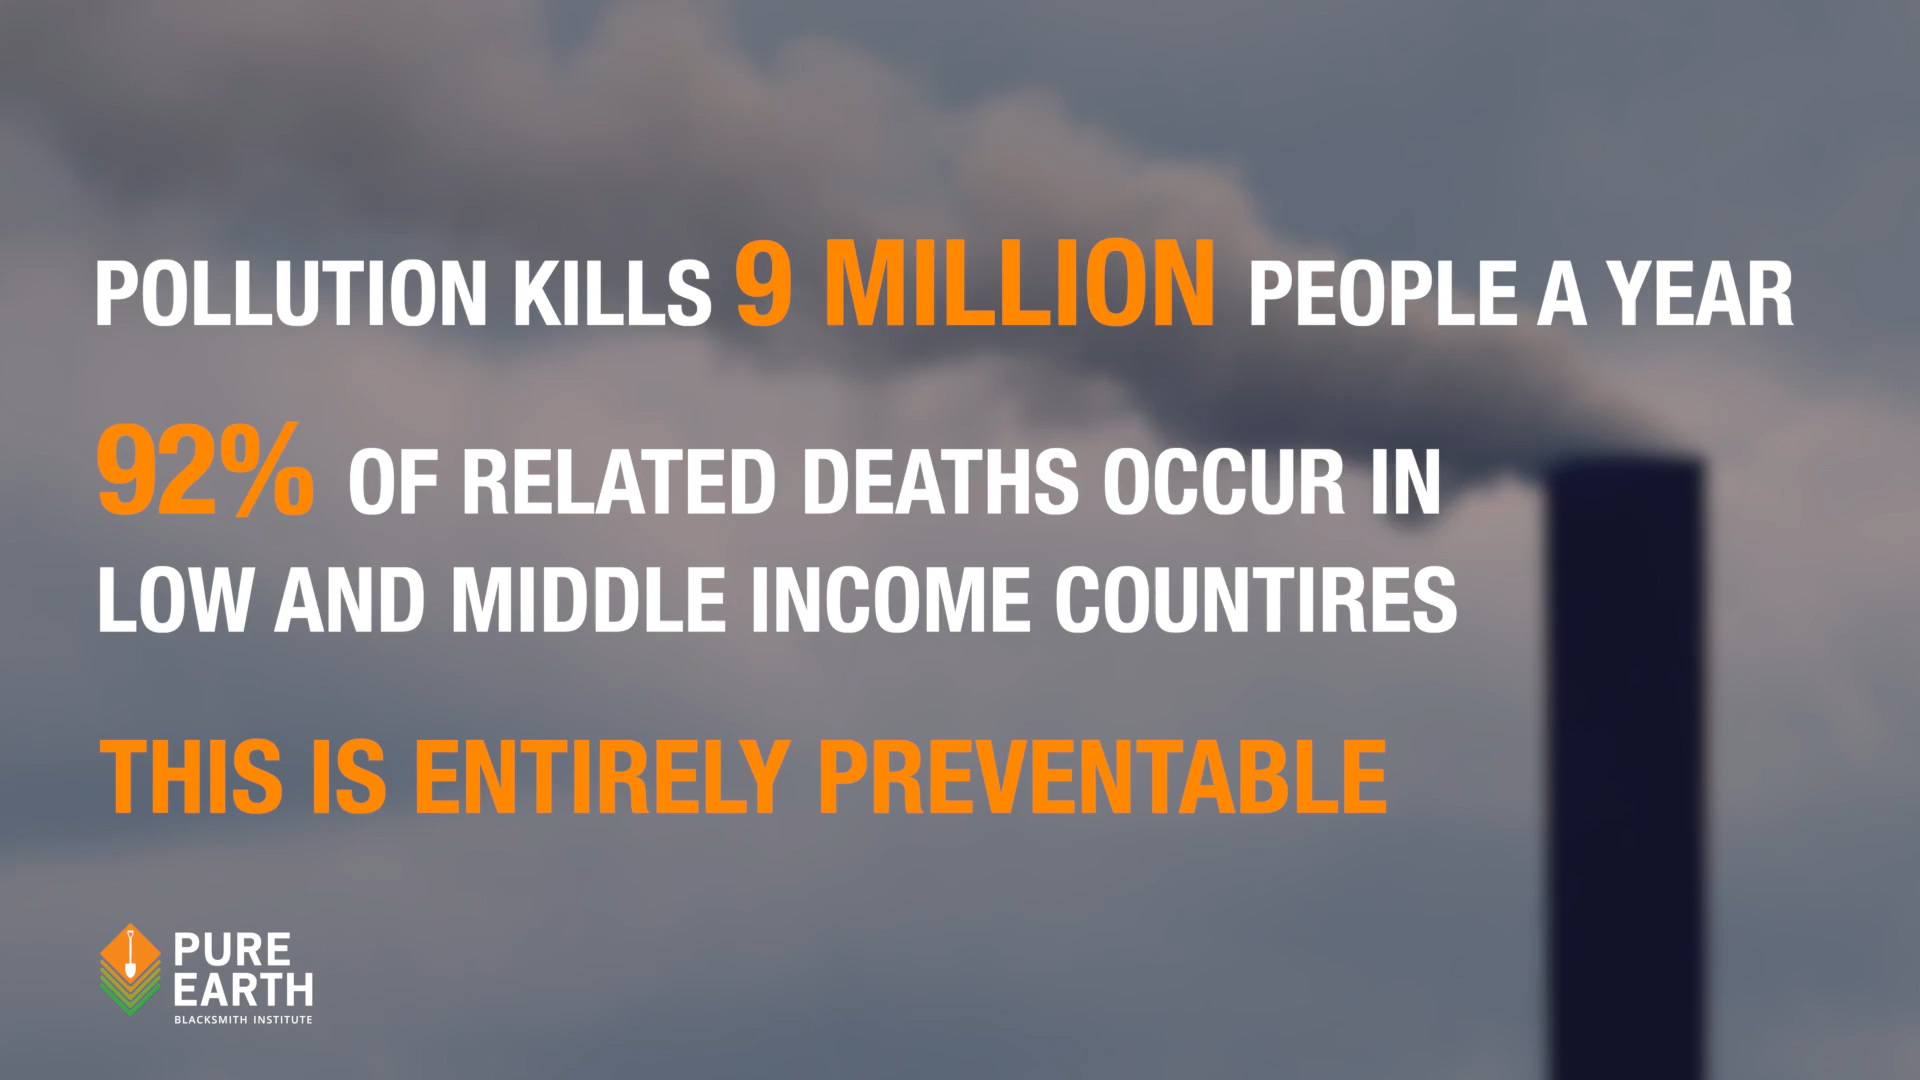 POLLUTION KILLS 9 MILLION PEOPLE A YEAR
92% OF RELATED DEATHS OCCUR IN
LOW AND MIDDLE INCOME COUNTIRES
THIS IS ENTIRELY PREVENTABLE
PURE
EARTH
BLACKSMITH INSTITUTE